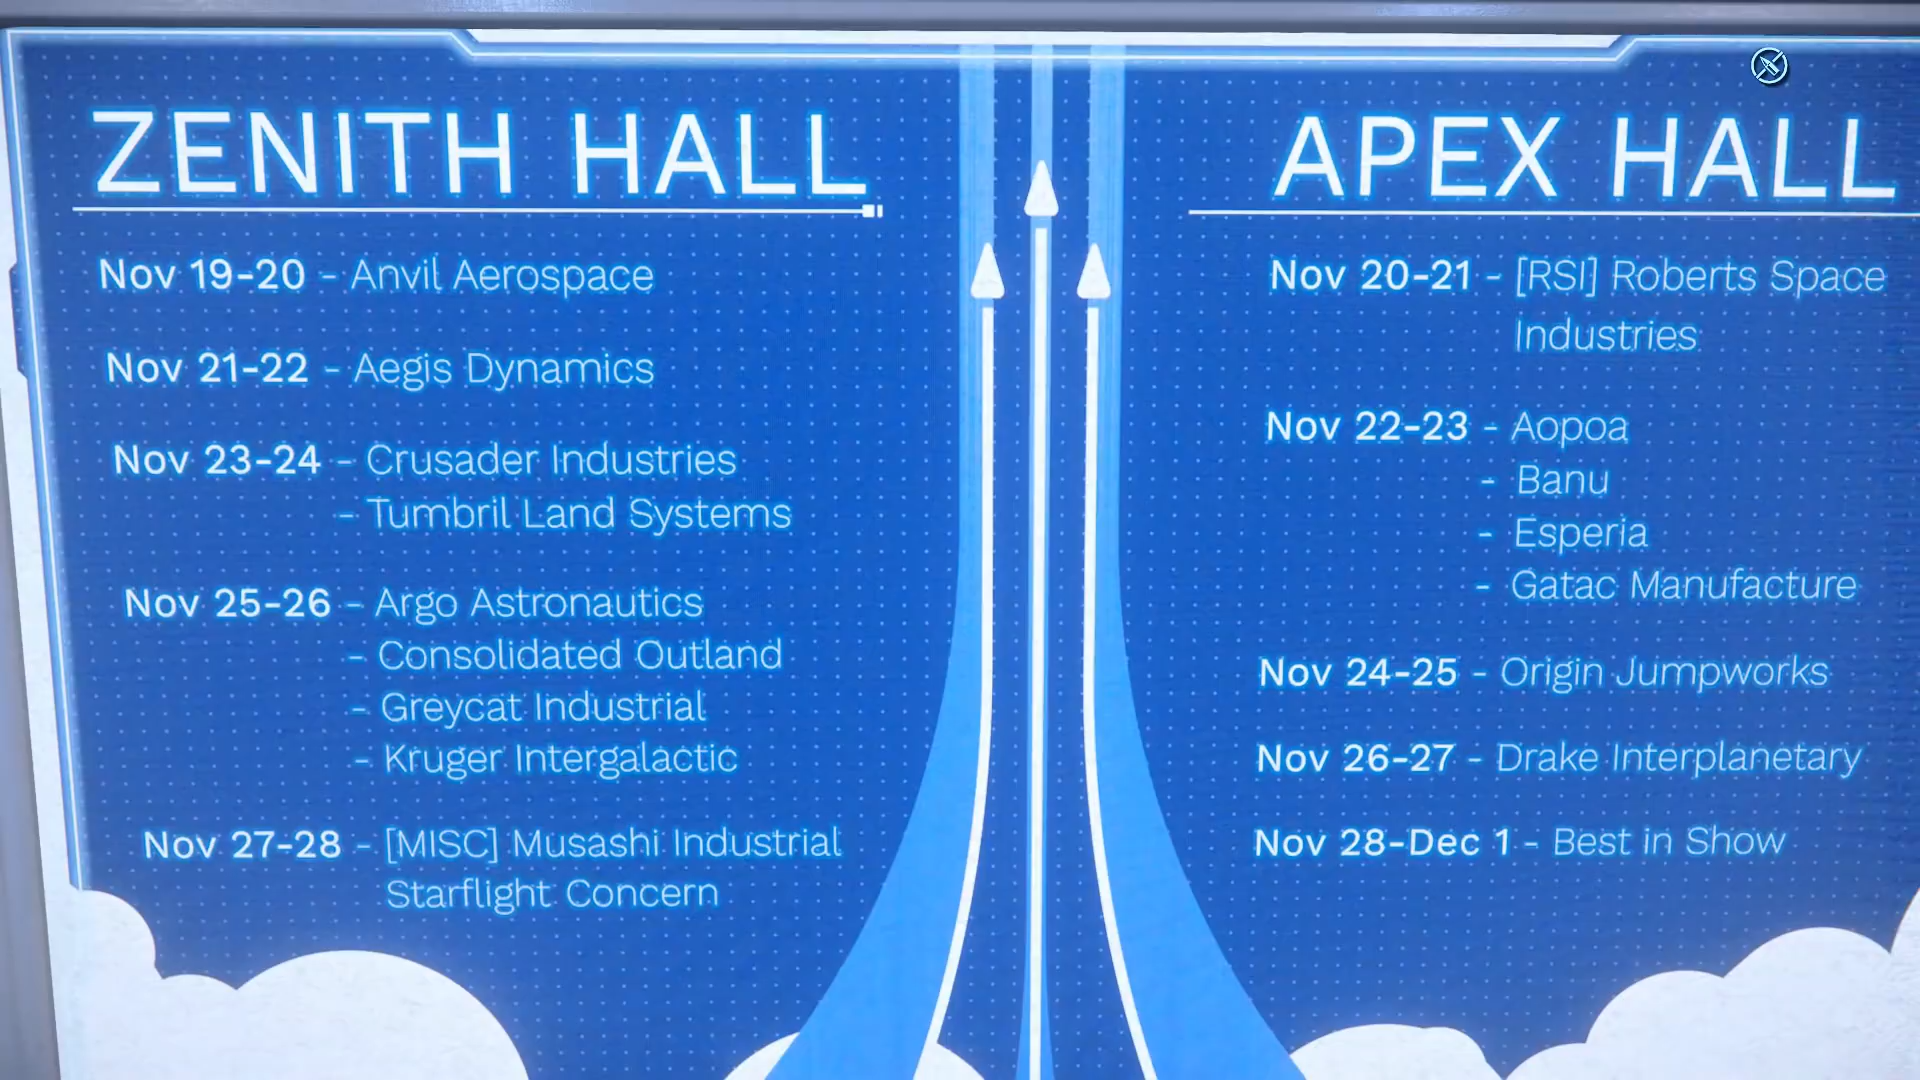 ZENITH HALL
Nov 19-20 - Anvil Aerospace
Nov 21-22 - Aegis Dynamics
Nov 23-24 - Crusader Industries
- Tumbril Land Systems
Nov 25-26 - Argo Astronautics
- Consolidated Outland
- Greycat Industrial
- Kruger Intergalactic
Nov 27-28 - [MISC] Musashi Industrial
Starflight Concern
APEX HALL
Nov 20-21 - [RSI] Roberts Space
Industries
Nov 22-23 - Aopoa
- Banu
- Esperia
- Gatac Manufacture
Nov 24-25 - Origin Jumpworks
Nov 26-27 - Drake Interplanetary
Nov 28-Dec 1 - Best in Show